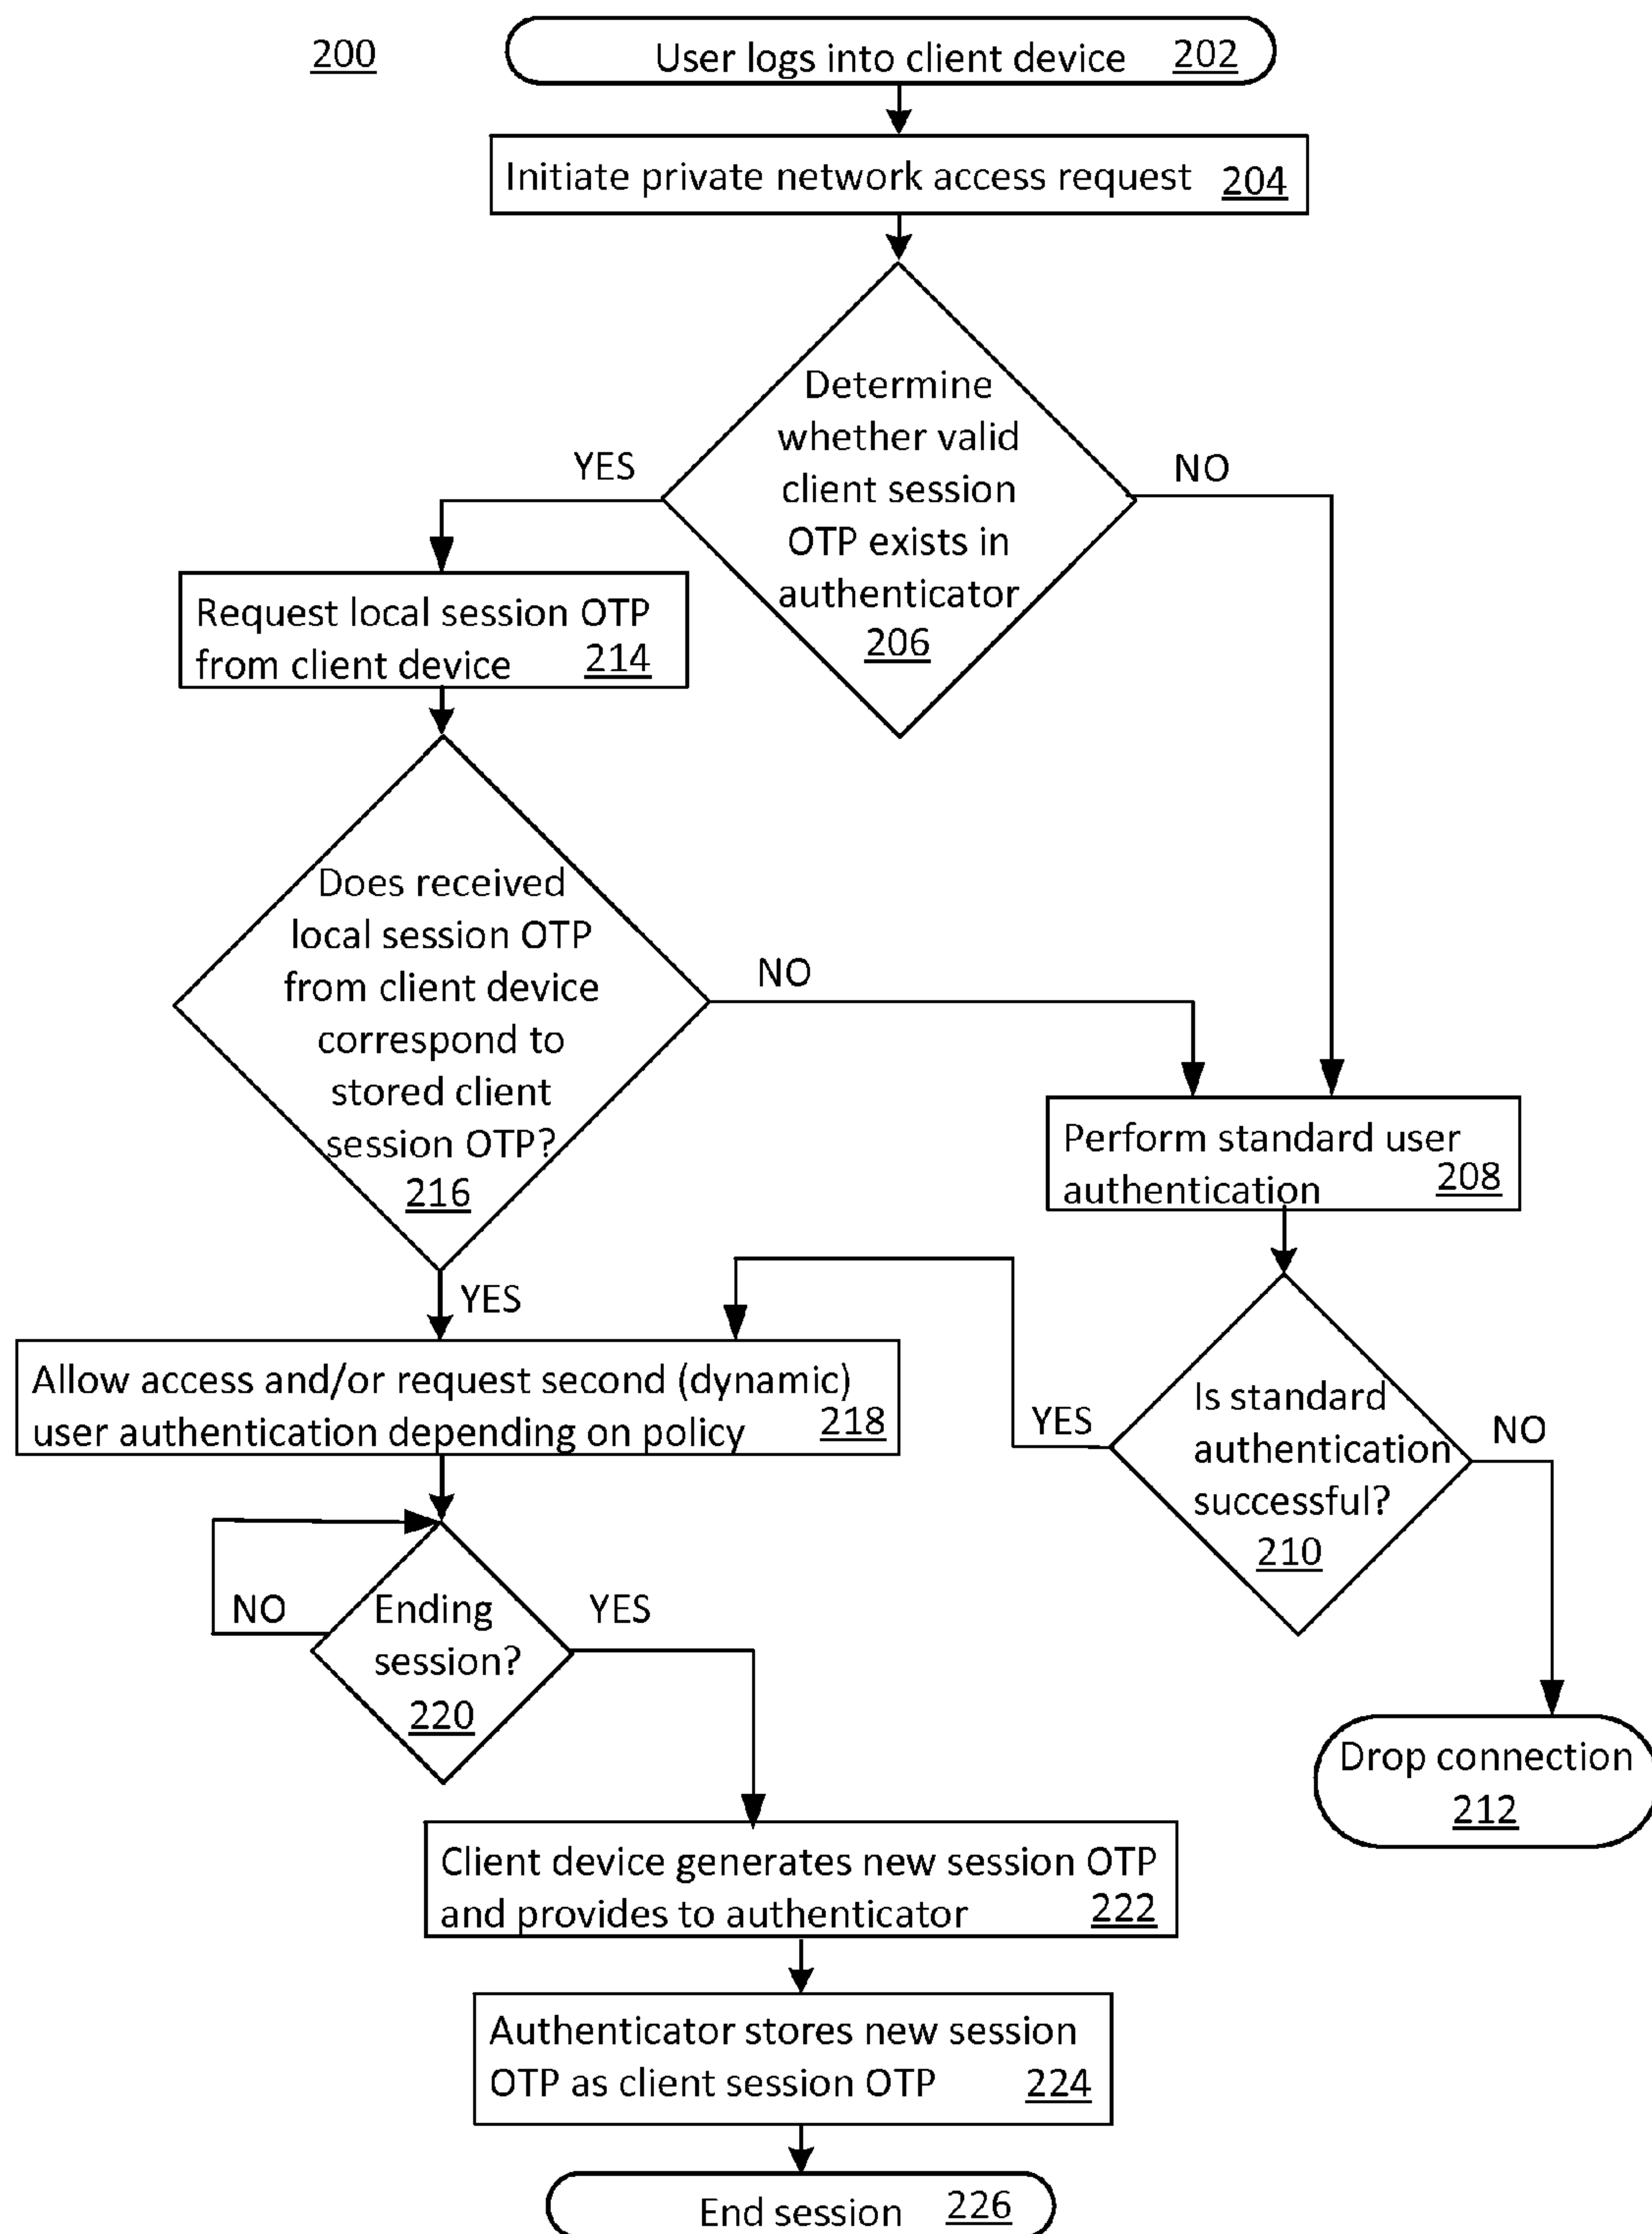 200
User logs into client device 202
Initiate private network access request 204
Determine
whether valid
client session
OTP exists in
authenticator
206
YES
NO
Request local session OTP
from client device 214
Does received
local session OTP
from client device
correspond to
stored client
session OTP?
216
NO
YES
Perform standard user
authentication 208
Allow access and/or request second (dynamic)
user authentication depending on policy 218
Is standard
authentication
successful?
210
YES
NO
Ending
session?
220
NO
YES
Drop connection
212
Client device generates new session OTP
and provides to authenticator 222
Authenticator stores new session
OTP as client session OTP 224
End session 226